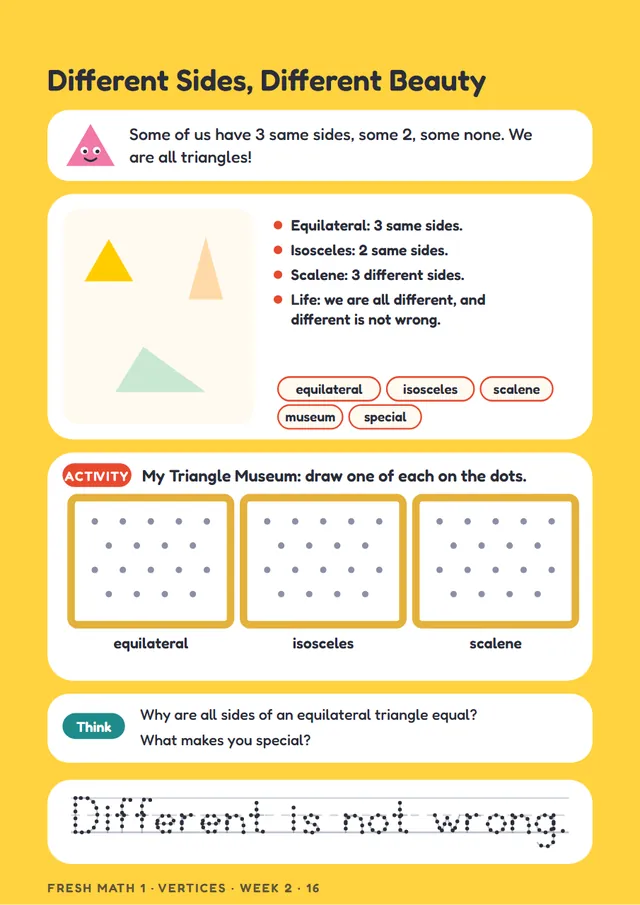 Different Sides, Different Beauty
Some of us have 3 same sides, some 2, some none. We
are all triangles!
Equilateral: 3 same sides.
Isosceles: 2 same sides.
Scalene: 3 different sides.
Life: we are all different, and
different is not wrong.
equilateral isosceles scalene
museum special
ACTIVITY My Triangle Museum: draw one of each on the dots.
equilateral isosceles scalene
Think
Why are all sides of an equilateral triangle equal?
What makes you special?
Different is not wrong.
FRESH MATH 1 · VERTICES · WEEK 2 · 16